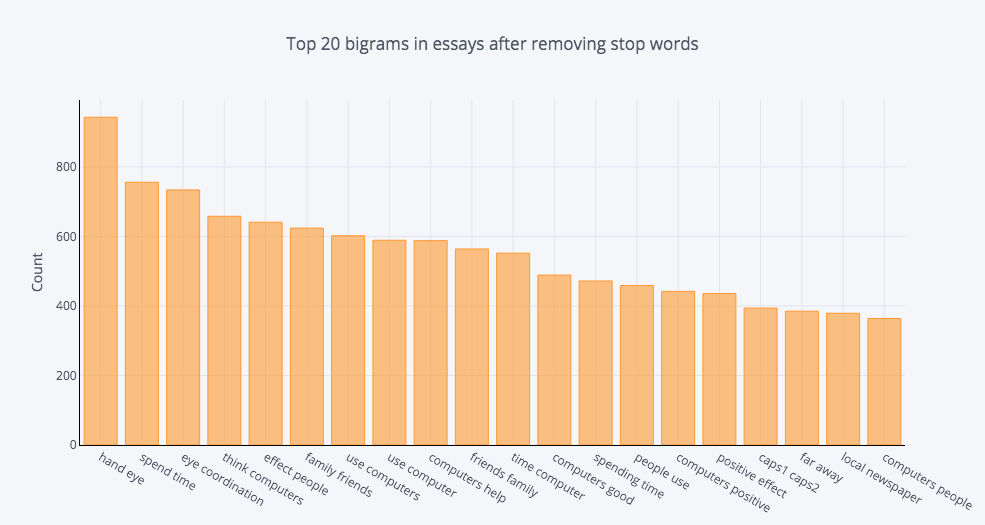 Top 20 bigrams in essays after removing stop words
Count
800
600
400
200
0
hand eye
spend time
eye coordination
think computers
effect people
family friends
use computers
use computer
computers help
friends family
time computer
computers good
spending time
people use
computers positive
positive effect
caps1 caps2
far away
local newspaper
computers people